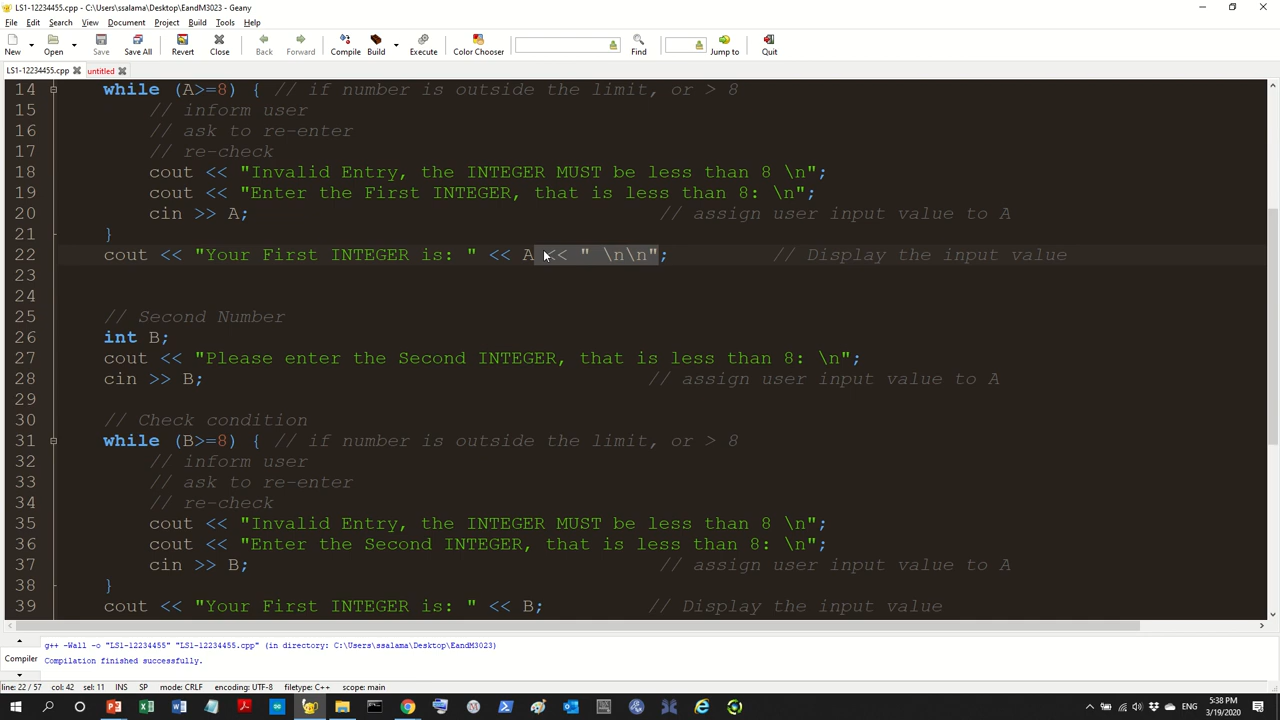 LS1-12234455.cpp - C:\Users\ssalama\Desktop\EandM3023 - Geany
File Edit Search View Document Project Build Tools Help
New Open Save Save All Revert Close Back Forward Compile Build Execute Color Chooser Find Jump to Quit
LS1-12234455.cpp untitled
14 while (A>=8) { // if number is outside the limit, or > 8
15 // inform user
16 // ask to re-enter
17 // re-check
18 cout << "Invalid Entry, the INTEGER MUST be less than 8 \n";
19 cout << "Enter the First INTEGER, that is less than 8: \n";
20 cin >> A; // assign user input value to A
21 }
22 cout << "Your First INTEGER is: " << A << " \n\n"; // Display the input value
23
24
25 // Second Number
26 int B;
27 cout << "Please enter the Second INTEGER, that is less than 8: \n";
28 cin >> B; // assign user input value to A
29
30 // Check condition
31 while (B>=8) { // if number is outside the limit, or > 8
32 // inform user
33 // ask to re-enter
34 // re-check
35 cout << "Invalid Entry, the INTEGER MUST be less than 8 \n";
36 cout << "Enter the Second INTEGER, that is less than 8: \n";
37 cin >> B; // assign user input value to A
38 }
39 cout << "Your First INTEGER is: " << B; // Display the input value
g++ -Wall -o "LS1-12234455" "LS1-12234455.cpp" (in directory: C:\Users\ssalama\Desktop\EandM3023)
Compiler Compilation finished successfully.
line: 22 / 57 col: 42 sel: 11 INS SP mode: CRLF encoding: UTF-8 filetype: C++ scope: main
5:38 PM
3/19/2020